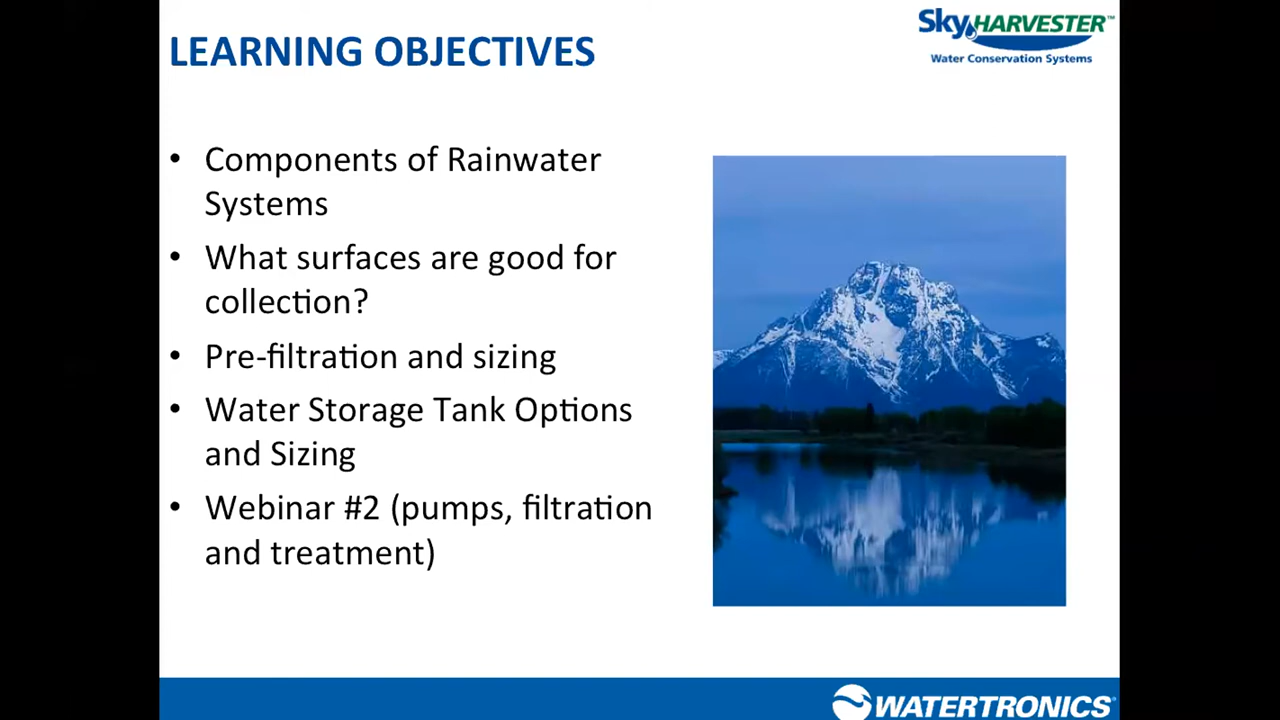 LEARNING OBJECTIVES
SkyHARVESTER™
Water Conservation Systems
• Components of Rainwater
Systems
• What surfaces are good for
collection?
• Pre-filtration and sizing
• Water Storage Tank Options
and Sizing
• Webinar #2 (pumps, filtration
and treatment)
WATERTRONICS